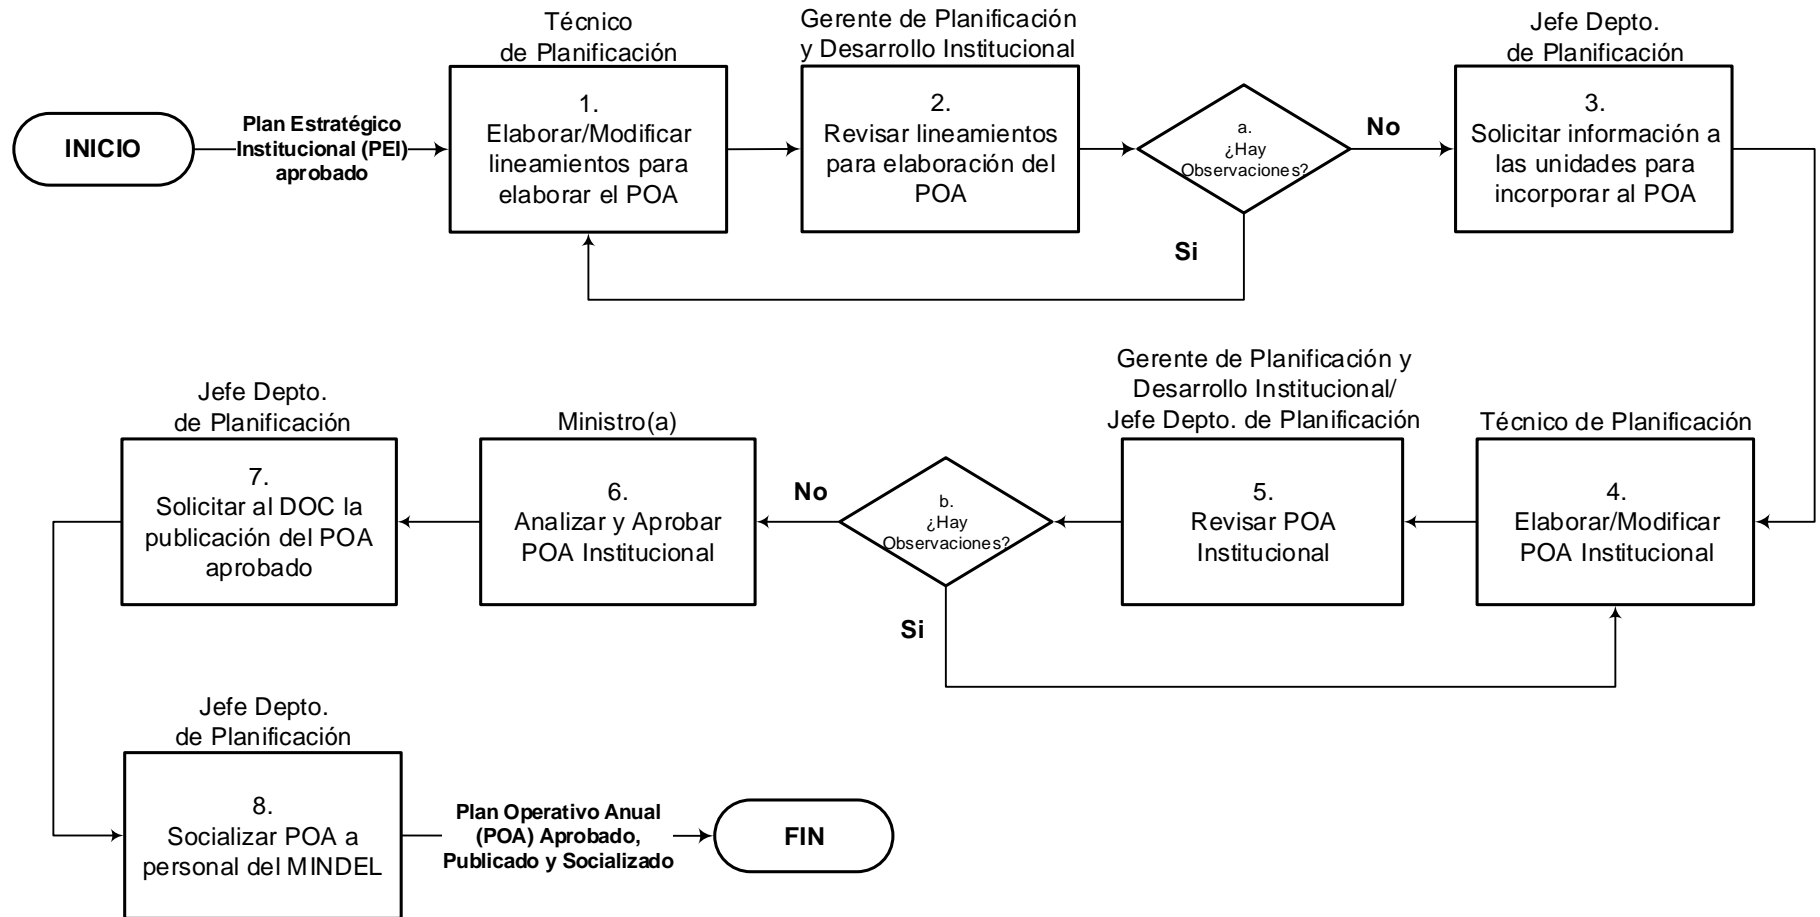 INICIO
Plan Estratégico
Institucional (PEI)
aprobado
Técnico
de Planificación
1.
Elaborar/Modificar
lineamientos para
elaborar el POA
Gerente de Planificación
y Desarrollo Institucional
2.
Revisar lineamientos
para elaboración del
POA
a.
¿Hay
Observaciones?
No
Si
Jefe Depto.
de Planificación
3.
Solicitar información a
las unidades para
incorporar al POA
Técnico de Planificación
4.
Elaborar/Modificar
POA Institucional
Gerente de Planificación y
Desarrollo Institucional/
Jefe Depto. de Planificación
5.
Revisar POA
Institucional
b.
¿Hay
Observaciones?
No
Si
Ministro(a)
6.
Analizar y Aprobar
POA Institucional
Jefe Depto.
de Planificación
7.
Solicitar al DOC la
publicación del POA
aprobado
Jefe Depto.
de Planificación
8.
Socializar POA a
personal del MINDEL
Plan Operativo Anual
(POA) Aprobado,
Publicado y Socializado
FIN